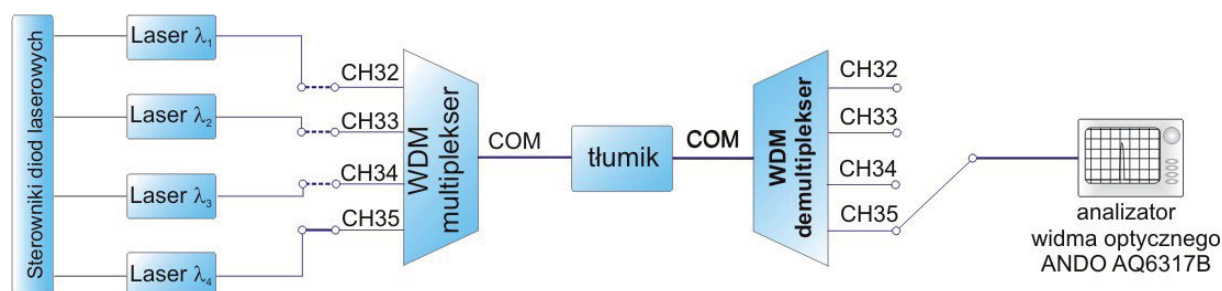 Sterowniki diod laserowych
Laser λ1
Laser λ2
Laser λ3
Laser λ4
CH32
CH33
CH34
CH35
WDM
multiplekser
COM
tłumik
COM
WDM
demultiplekser
CH32
CH33
CH34
CH35
analizator
widma optycznego
ANDO AQ6317B